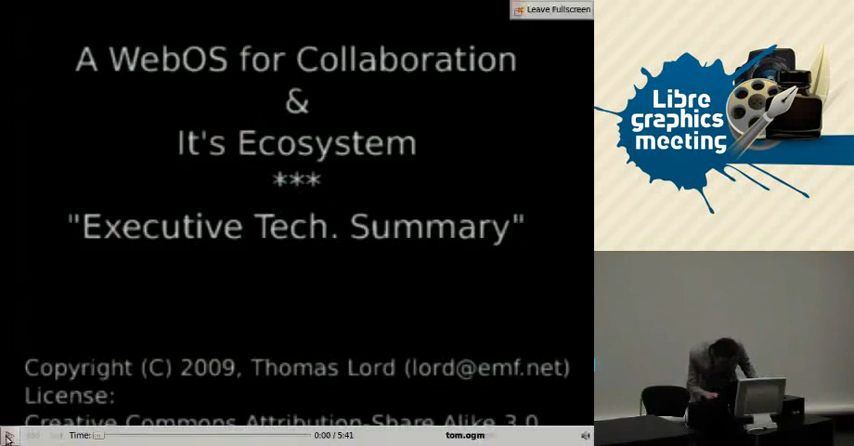 Leave Fullscreen
A WebOS for Collaboration
&
It's Ecosystem
***
"Executive Tech. Summary"
Copyright (C) 2009, Thomas Lord (lord@emf.net)
License:
Creative Commons Attribution-Share Alike 3.0
Time:
0:00 / 5:41
tom.ogm
Libre
graphics
meeting